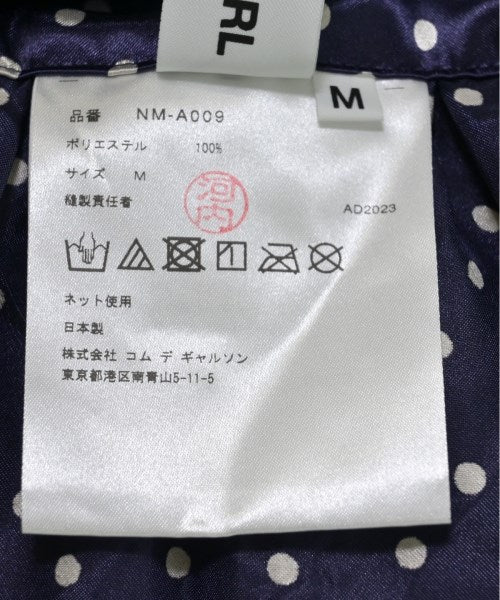 RL
M
品番 NM-A009
ポリエステル 100%
サイズ M
縫製責任者 河内
AD2023
ネット使用
日本製
株式会社 コム デ ギャルソン
東京都港区南青山5-11-5